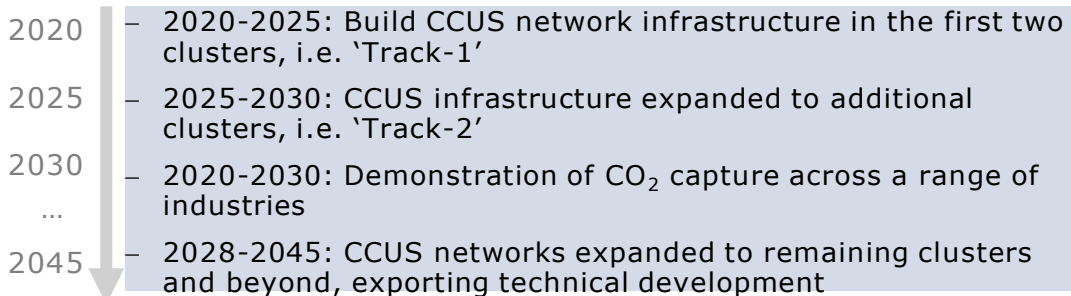 2020
2025
2030
...
2045
– 2020-2025: Build CCUS network infrastructure in the first two
clusters, i.e. ‘Track-1’
– 2025-2030: CCUS infrastructure expanded to additional
clusters, i.e. ‘Track-2’
– 2020-2030: Demonstration of CO₂ capture across a range of
industries
– 2028-2045: CCUS networks expanded to remaining clusters
and beyond, exporting technical development